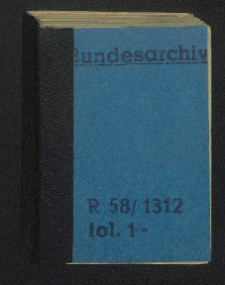 Bundesarchiv
R 58/1312
fol. 1-